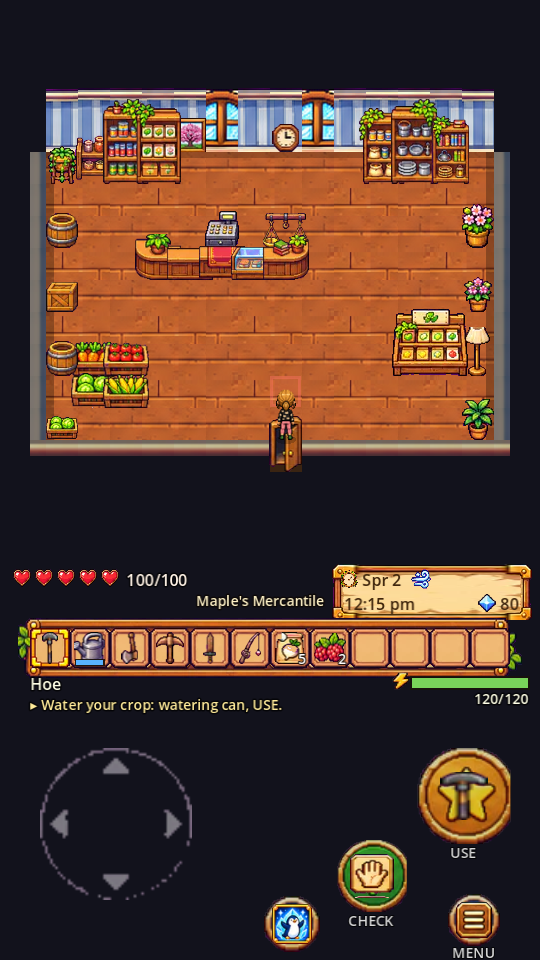 100/100
Spr 2
Maple's Mercantile
12:15 pm
80
5
2
Hoe
▸ Water your crop: watering can, USE.
120/120
USE
CHECK
MENU